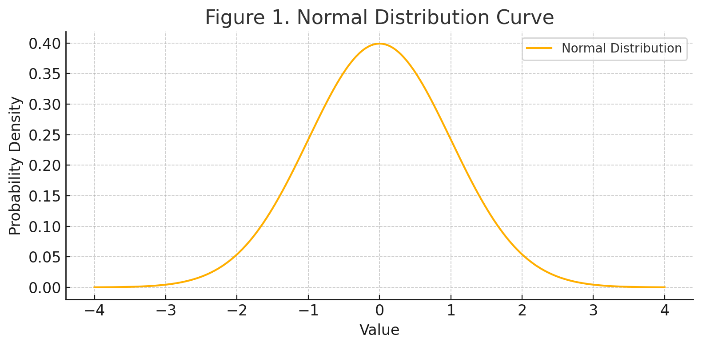 Figure 1. Normal Distribution Curve
Normal Distribution
Probability Density
0.40
0.35
0.30
0.25
0.20
0.15
0.10
0.05
0.00
−4 −3 −2 −1 0 1 2 3 4
Value